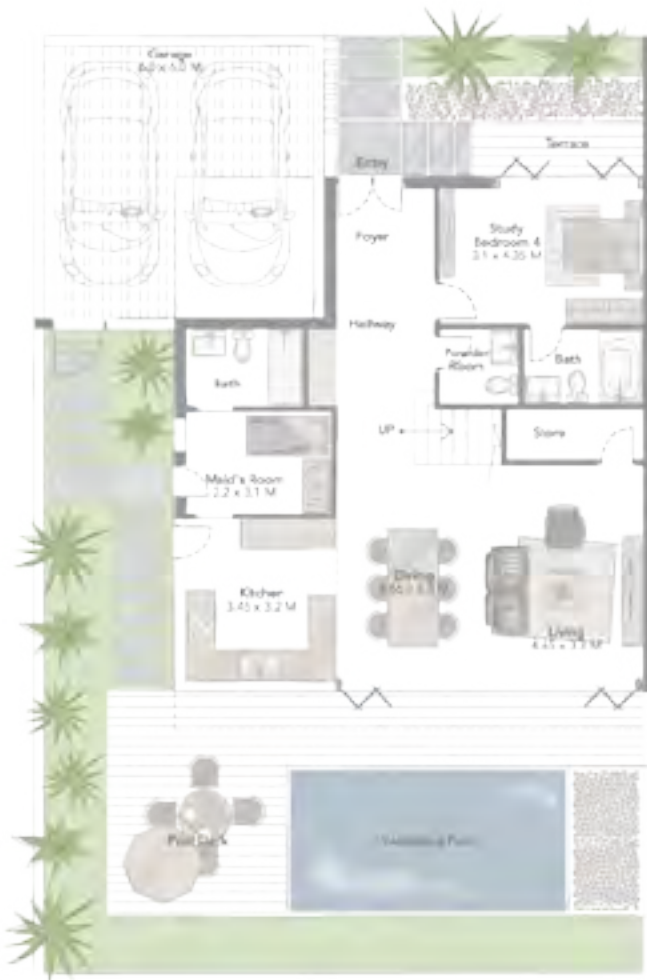 Garage
Terrace
Entry
Foyer
Study
Bedroom 4
3.1 x 4.35 M
Hallway
Powder
Room
Bath
Bath
UP
Store
Maid's Room
2.2 x 3.1 M
Kitchen
3.45 x 3.2 M
Dining
Living
Pool Deck
Swimming Pool